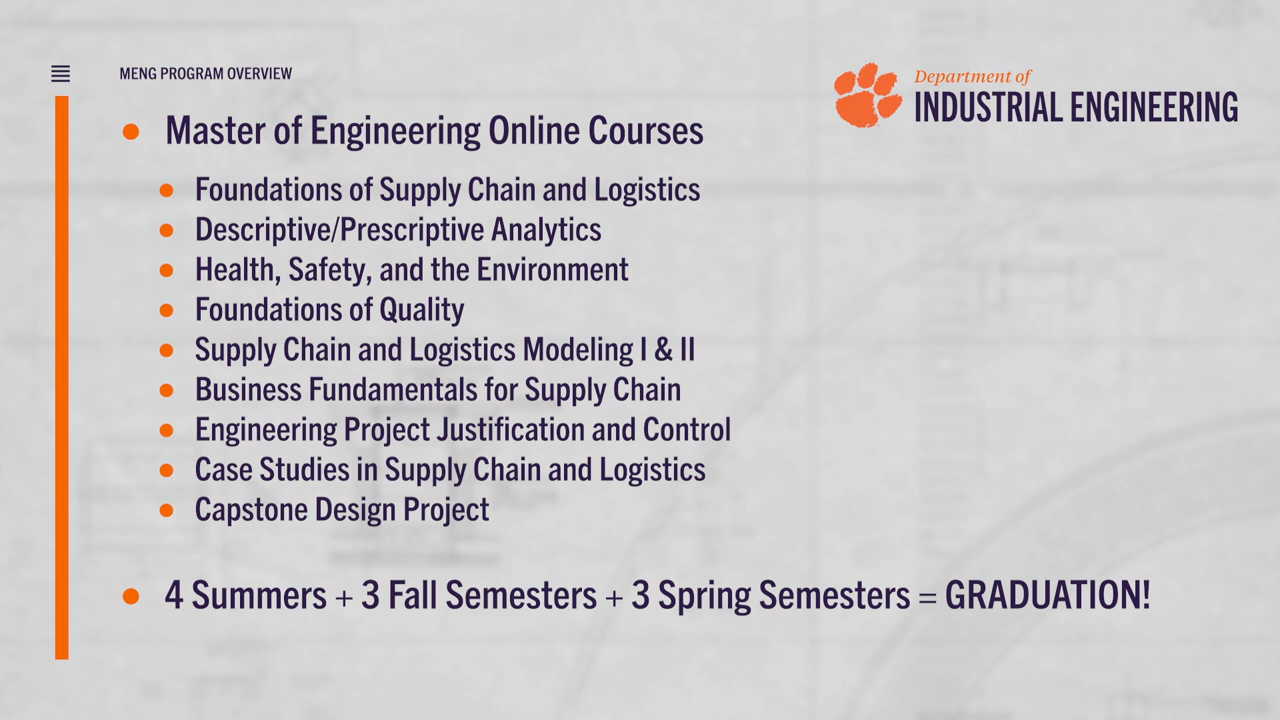 MENG PROGRAM OVERVIEW
Department of
INDUSTRIAL ENGINEERING
Master of Engineering Online Courses
Foundations of Supply Chain and Logistics
Descriptive/Prescriptive Analytics
Health, Safety, and the Environment
Foundations of Quality
Supply Chain and Logistics Modeling I & II
Business Fundamentals for Supply Chain
Engineering Project Justification and Control
Case Studies in Supply Chain and Logistics
Capstone Design Project
4 Summers + 3 Fall Semesters + 3 Spring Semesters = GRADUATION!